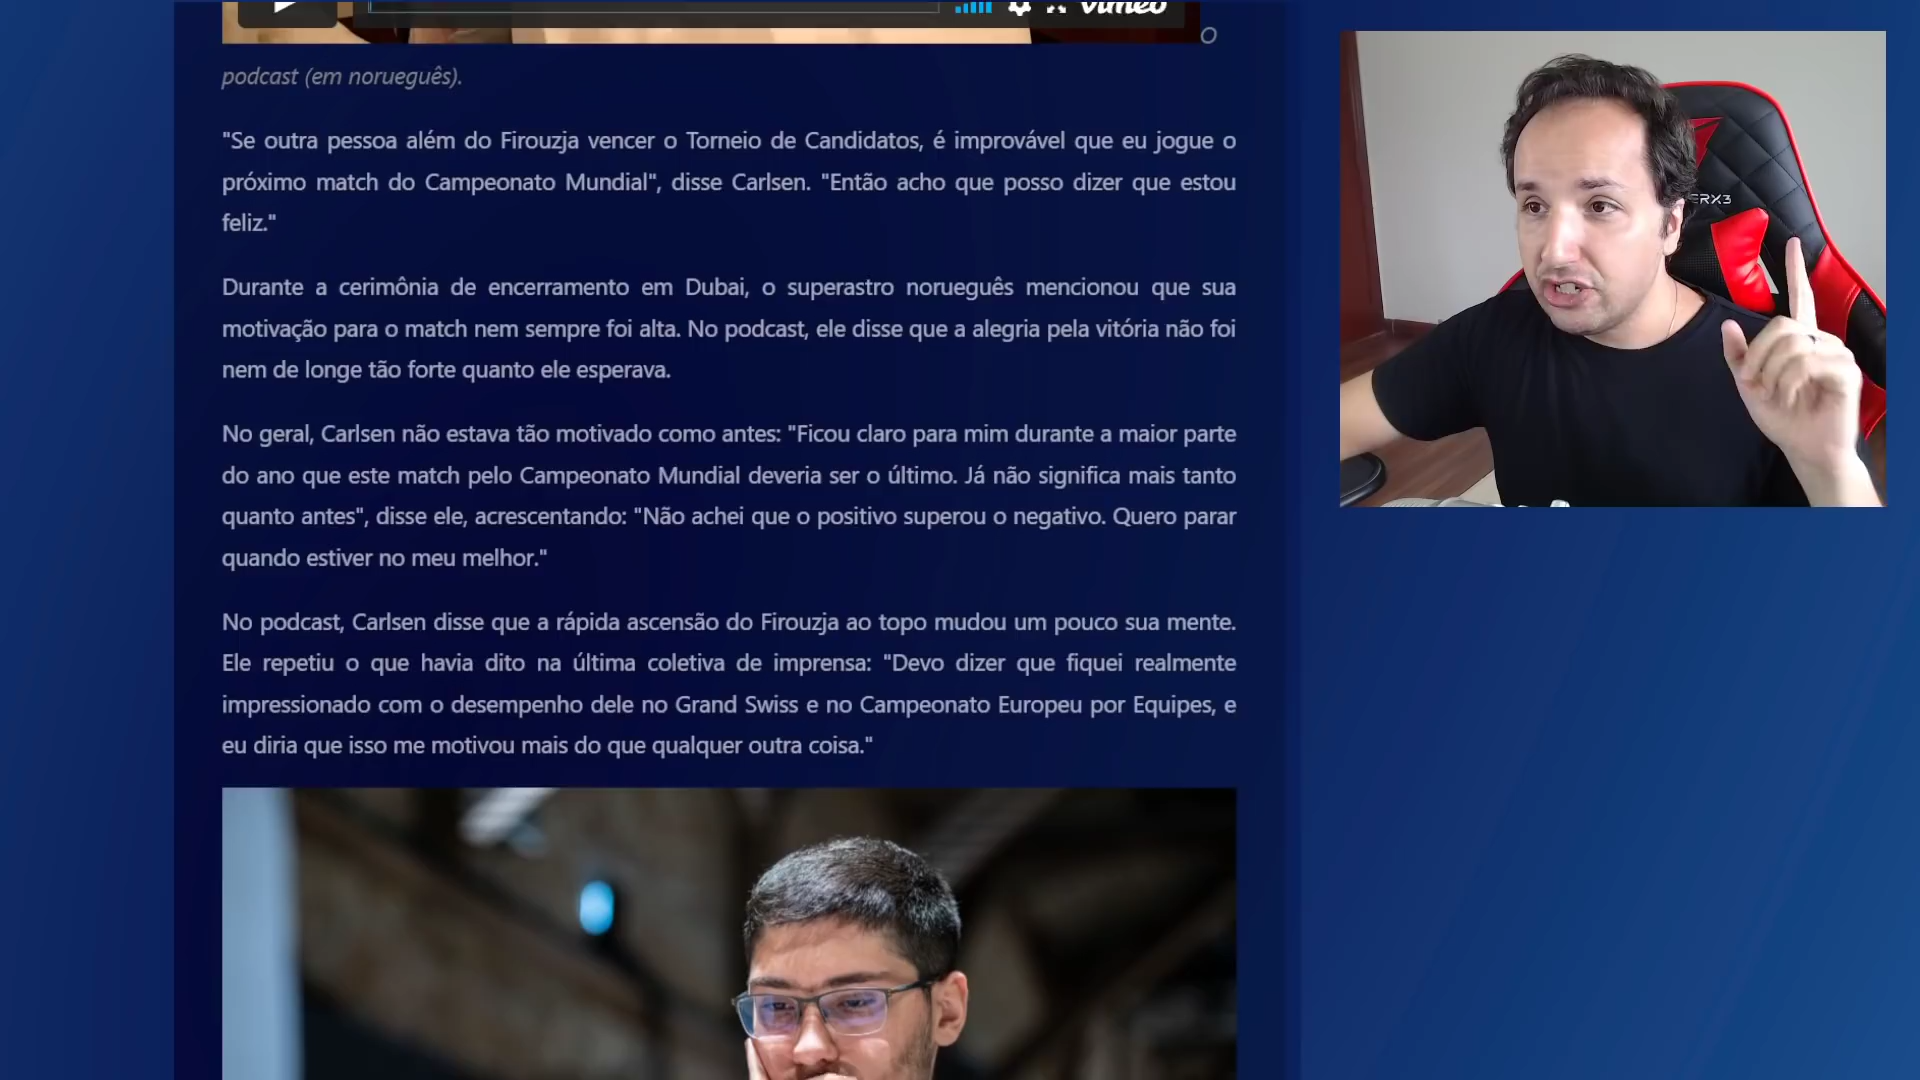 vimeo
O
podcast (em norueguês).
"Se outra pessoa além do Firouzja vencer o Torneio de Candidatos, é improvável que eu jogue o
próximo match do Campeonato Mundial", disse Carlsen. "Então acho que posso dizer que estou
feliz."
Durante a cerimônia de encerramento em Dubai, o superastro norueguês mencionou que sua
motivação para o match nem sempre foi alta. No podcast, ele disse que a alegria pela vitória não foi
nem de longe tão forte quanto ele esperava.
No geral, Carlsen não estava tão motivado como antes: "Ficou claro para mim durante a maior parte
do ano que este match pelo Campeonato Mundial deveria ser o último. Já não significa mais tanto
quanto antes", disse ele, acrescentando: "Não achei que o positivo superou o negativo. Quero parar
quando estiver no meu melhor."
No podcast, Carlsen disse que a rápida ascensão do Firouzja ao topo mudou um pouco sua mente.
Ele repetiu o que havia dito na última coletiva de imprensa: "Devo dizer que fiquei realmente
impressionado com o desempenho dele no Grand Swiss e no Campeonato Europeu por Equipes, e
eu diria que isso me motivou mais do que qualquer outra coisa."